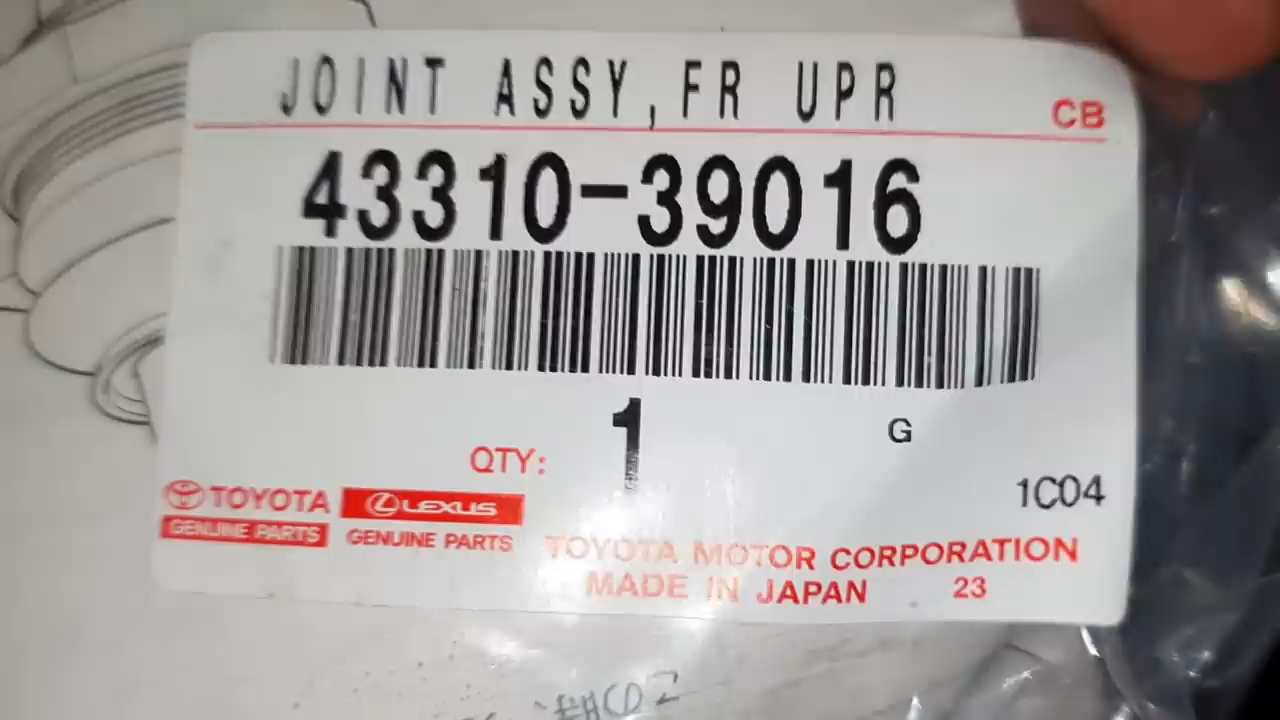 JOINT ASSY,FR UPR
CB
43310-39016
1
G
QTY:
1C04
TOYOTA
GENUINE PARTS
LEXUS
GENUINE PARTS
TOYOTA MOTOR CORPORATION
MADE IN JAPAN 23